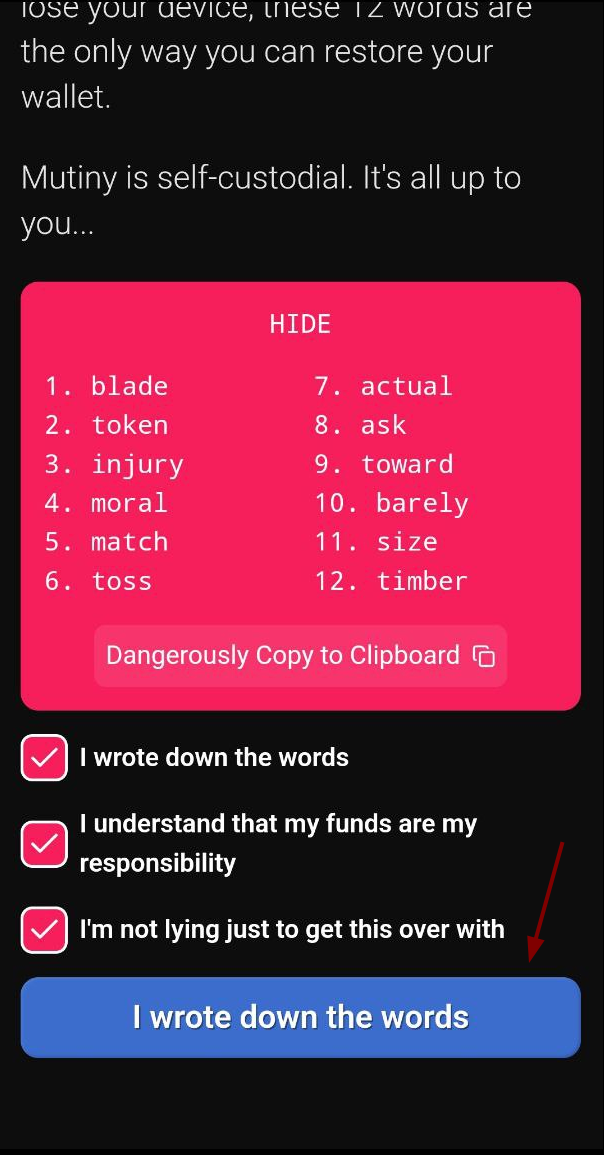 lose your device, these 12 words are
the only way you can restore your
wallet.
Mutiny is self-custodial. It's all up to
you...
HIDE
1. blade
2. token
3. injury
4. moral
5. match
6. toss
7. actual
8. ask
9. toward
10. barely
11. size
12. timber
Dangerously Copy to Clipboard
I wrote down the words
I understand that my funds are my
responsibility
I'm not lying just to get this over with
I wrote down the words